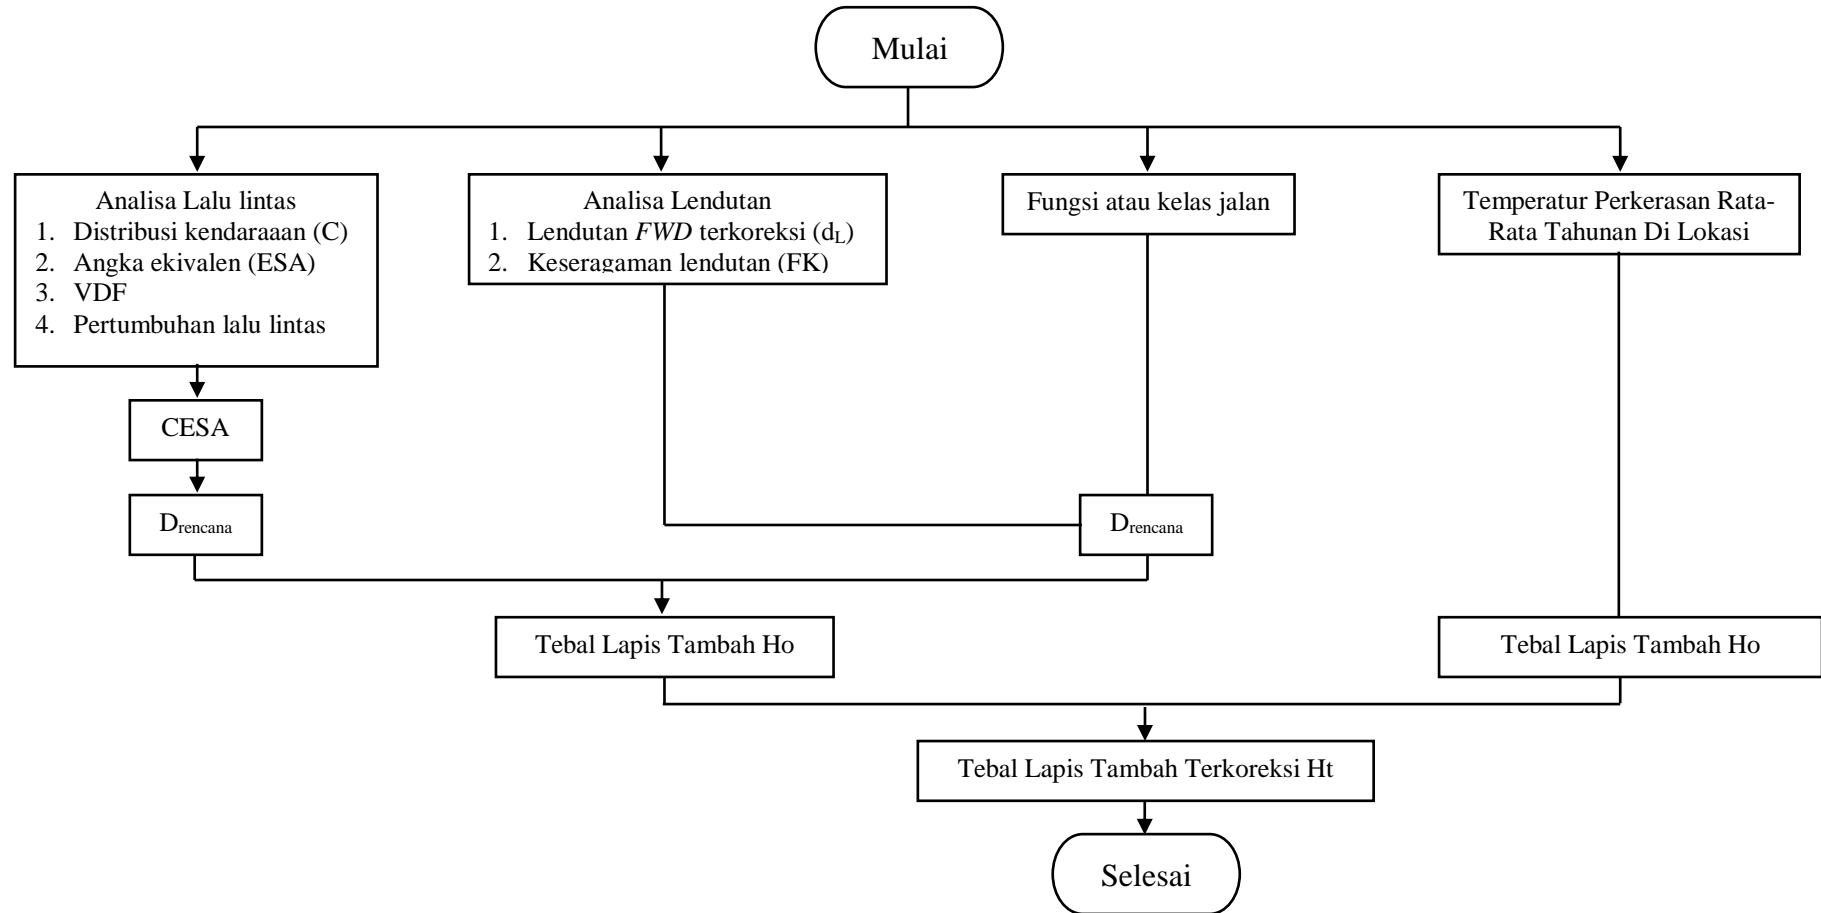 Mulai
Analisa Lalu lintas
1. Distribusi kendaraaan (C)
2. Angka ekivalen (ESA)
3. VDF
4. Pertumbuhan lalu lintas
Analisa Lendutan
1. Lendutan FWD terkoreksi (dL)
2. Keseragaman lendutan (FK)
Fungsi atau kelas jalan
Temperatur Perkerasan Rata-
Rata Tahunan Di Lokasi
CESA
Drencana
Drencana
Tebal Lapis Tambah Ho
Tebal Lapis Tambah Ho
Tebal Lapis Tambah Terkoreksi Ht
Selesai